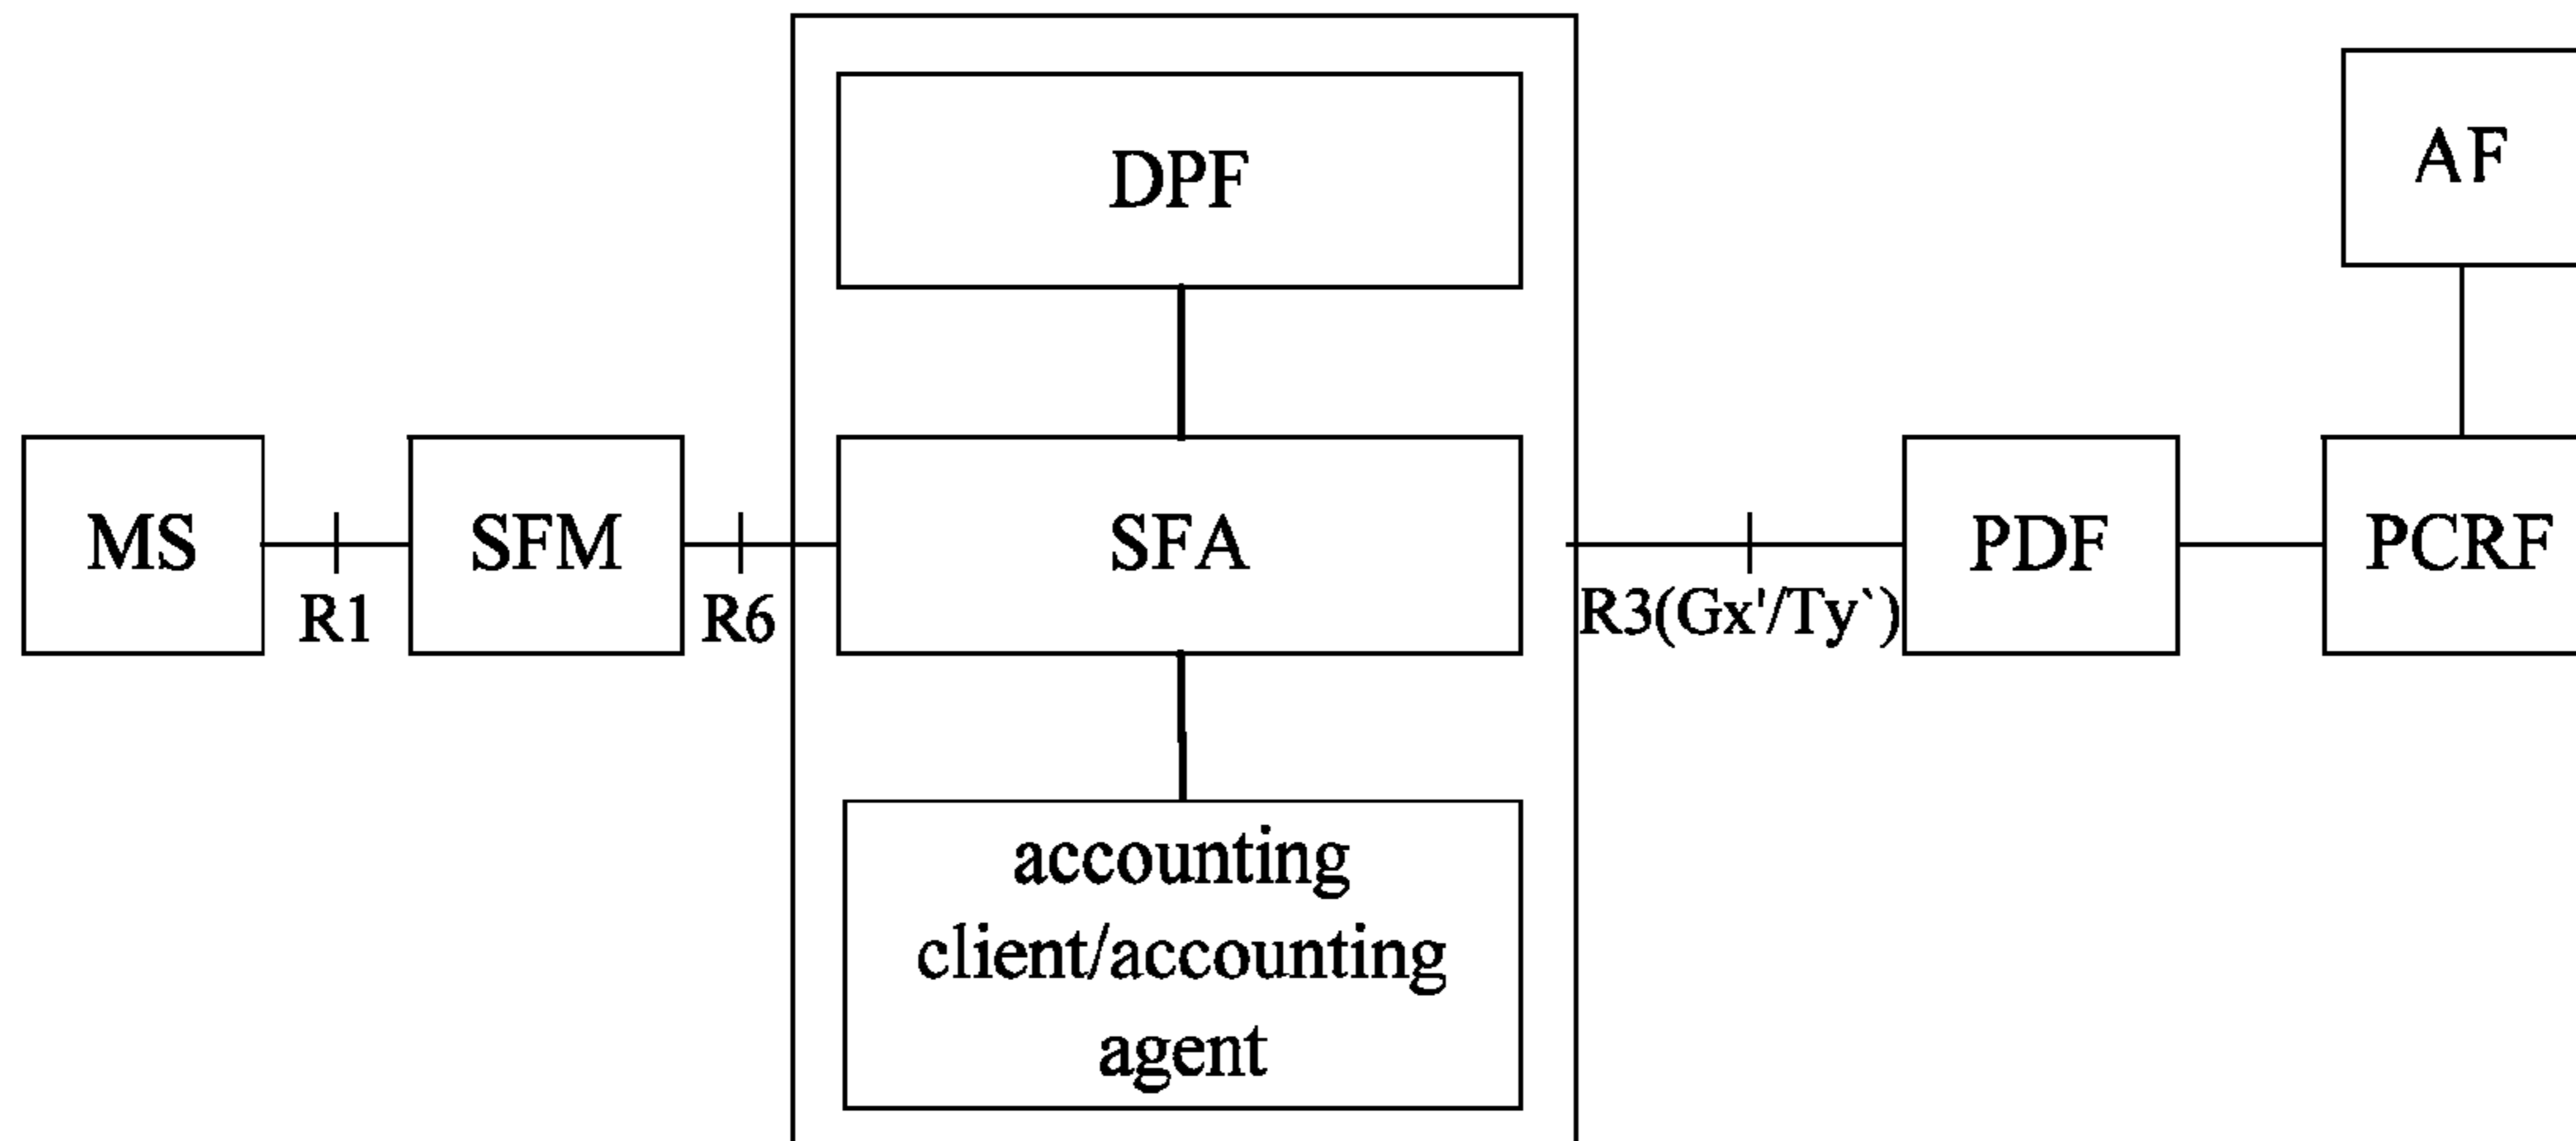 DPF
AF
MS
SFM
SFA
PDF
PCRF
R1
R6
R3(Gx'/Ty`)
accounting
client/accounting
agent